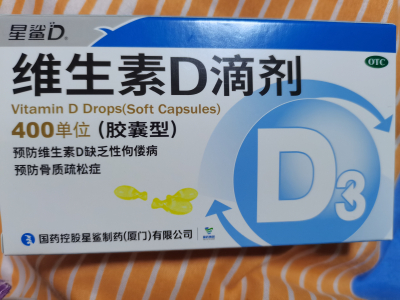 星鲨D
OTC
维生素D滴剂
Vitamin D Drops(Soft Capsules)
400单位(胶囊型)
预防维生素D缺乏性佝偻病
预防骨质疏松症
D3
国药控股星鲨制药(厦门)有限公司